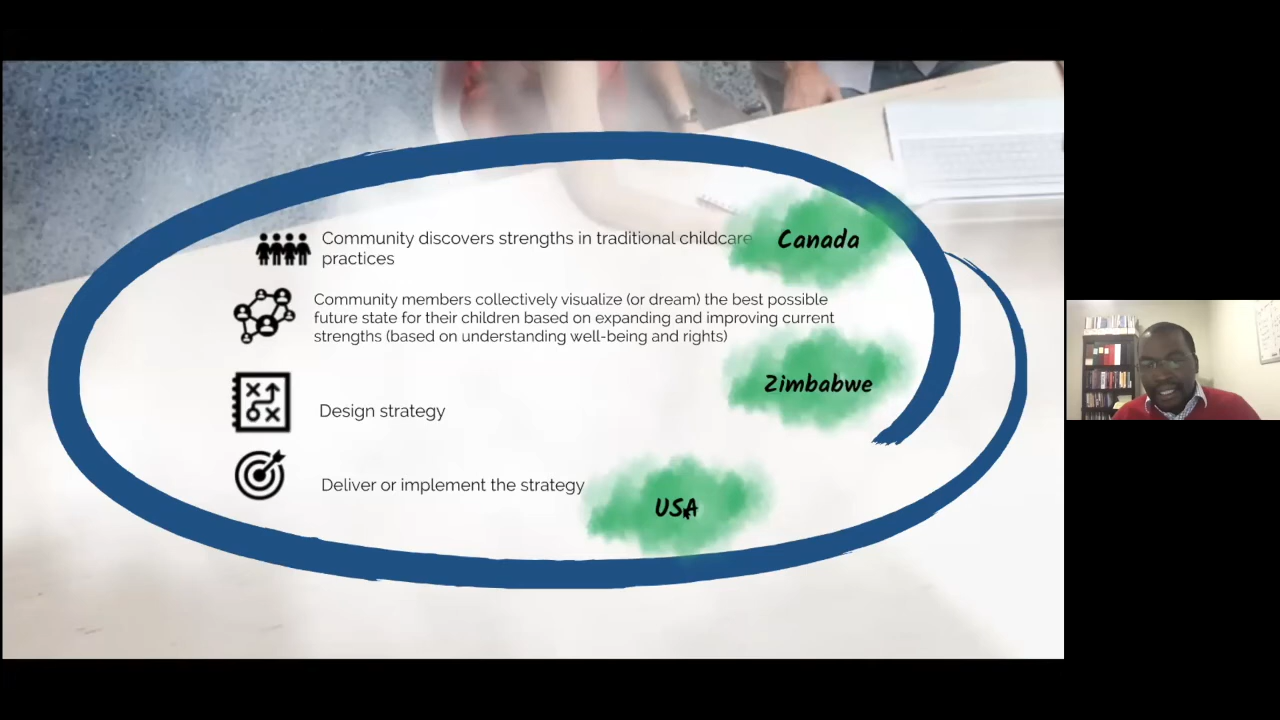 Community discovers strengths in traditional childcare
practices
Canada
Community members collectively visualize (or dream) the best possible
future state for their children based on expanding and improving current
strengths (based on understanding well-being and rights)
Zimbabwe
Design strategy
Deliver or implement the strategy
USA